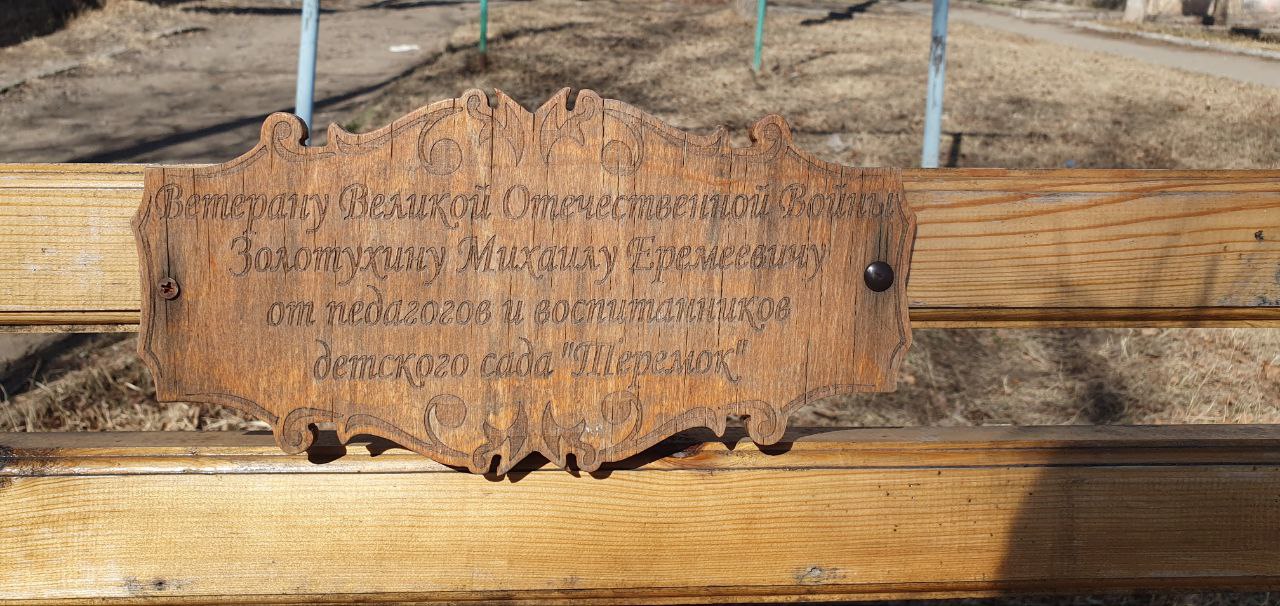 Ветерану Великой Отечественной Войны
Золотухину Михаилу Еремеевичу
от педагогов и воспитанников
детского сада "Теремок"